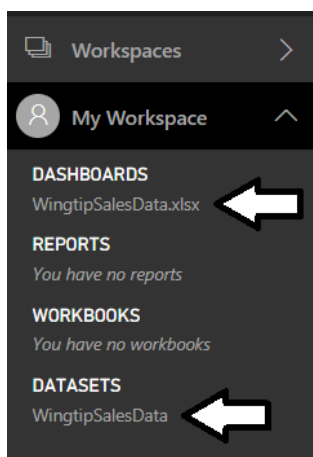 Workspaces
My Workspace
DASHBOARDS
WingtipSalesData.xlsx
REPORTS
You have no reports
WORKBOOKS
You have no workbooks
DATASETS
WingtipSalesData